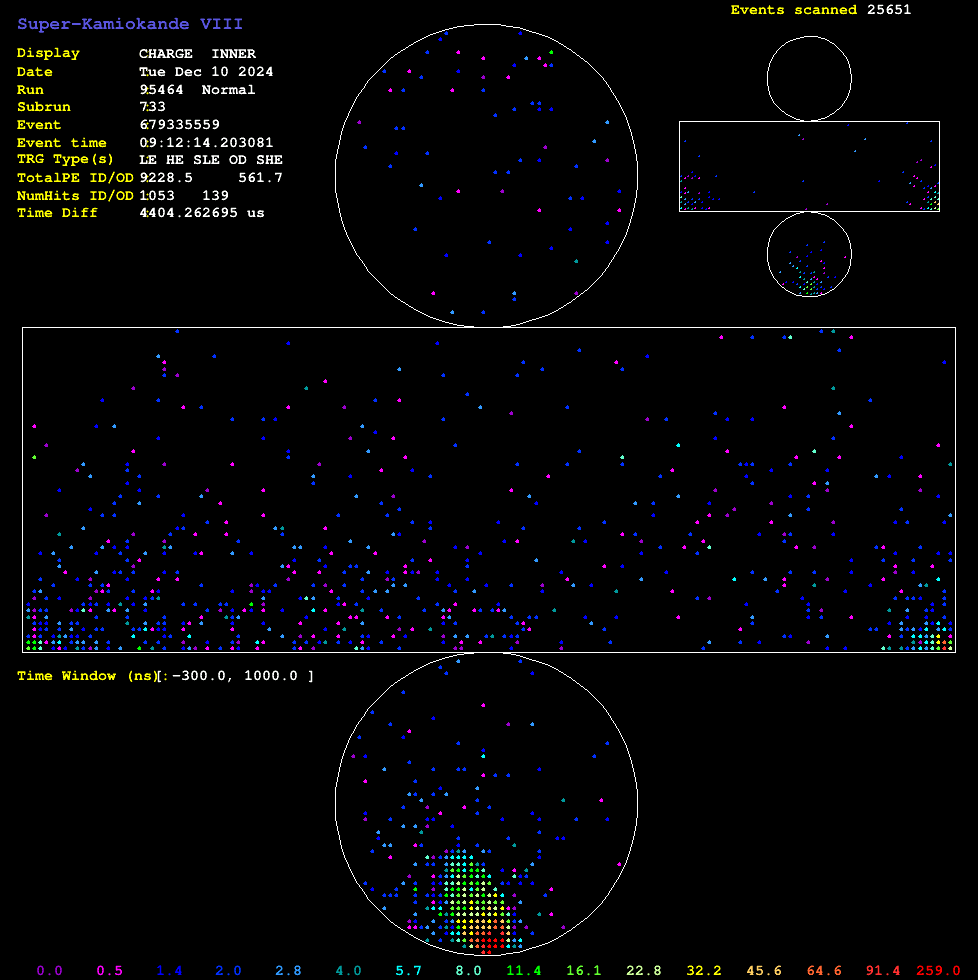 Super-Kamiokande VIII
Events scanned 25651
Display CHARGE INNER
Date Tue Dec 10 2024
Run 95464 Normal
Subrun 733
Event 679335559
Event time 09:12:14.203081
TRG Type(s) LE HE SLE OD SHE
TotalPE ID/OD 9228.5 561.7
NumHits ID/OD 1053 139
Time Diff 4404.262695 us
Time Window (ns)[: -300.0, 1000.0 ]
0.0 0.5 1.4 2.0 2.8 4.0 5.7 8.0 11.4 16.1 22.8 32.2 45.6 64.6 91.4 259.0